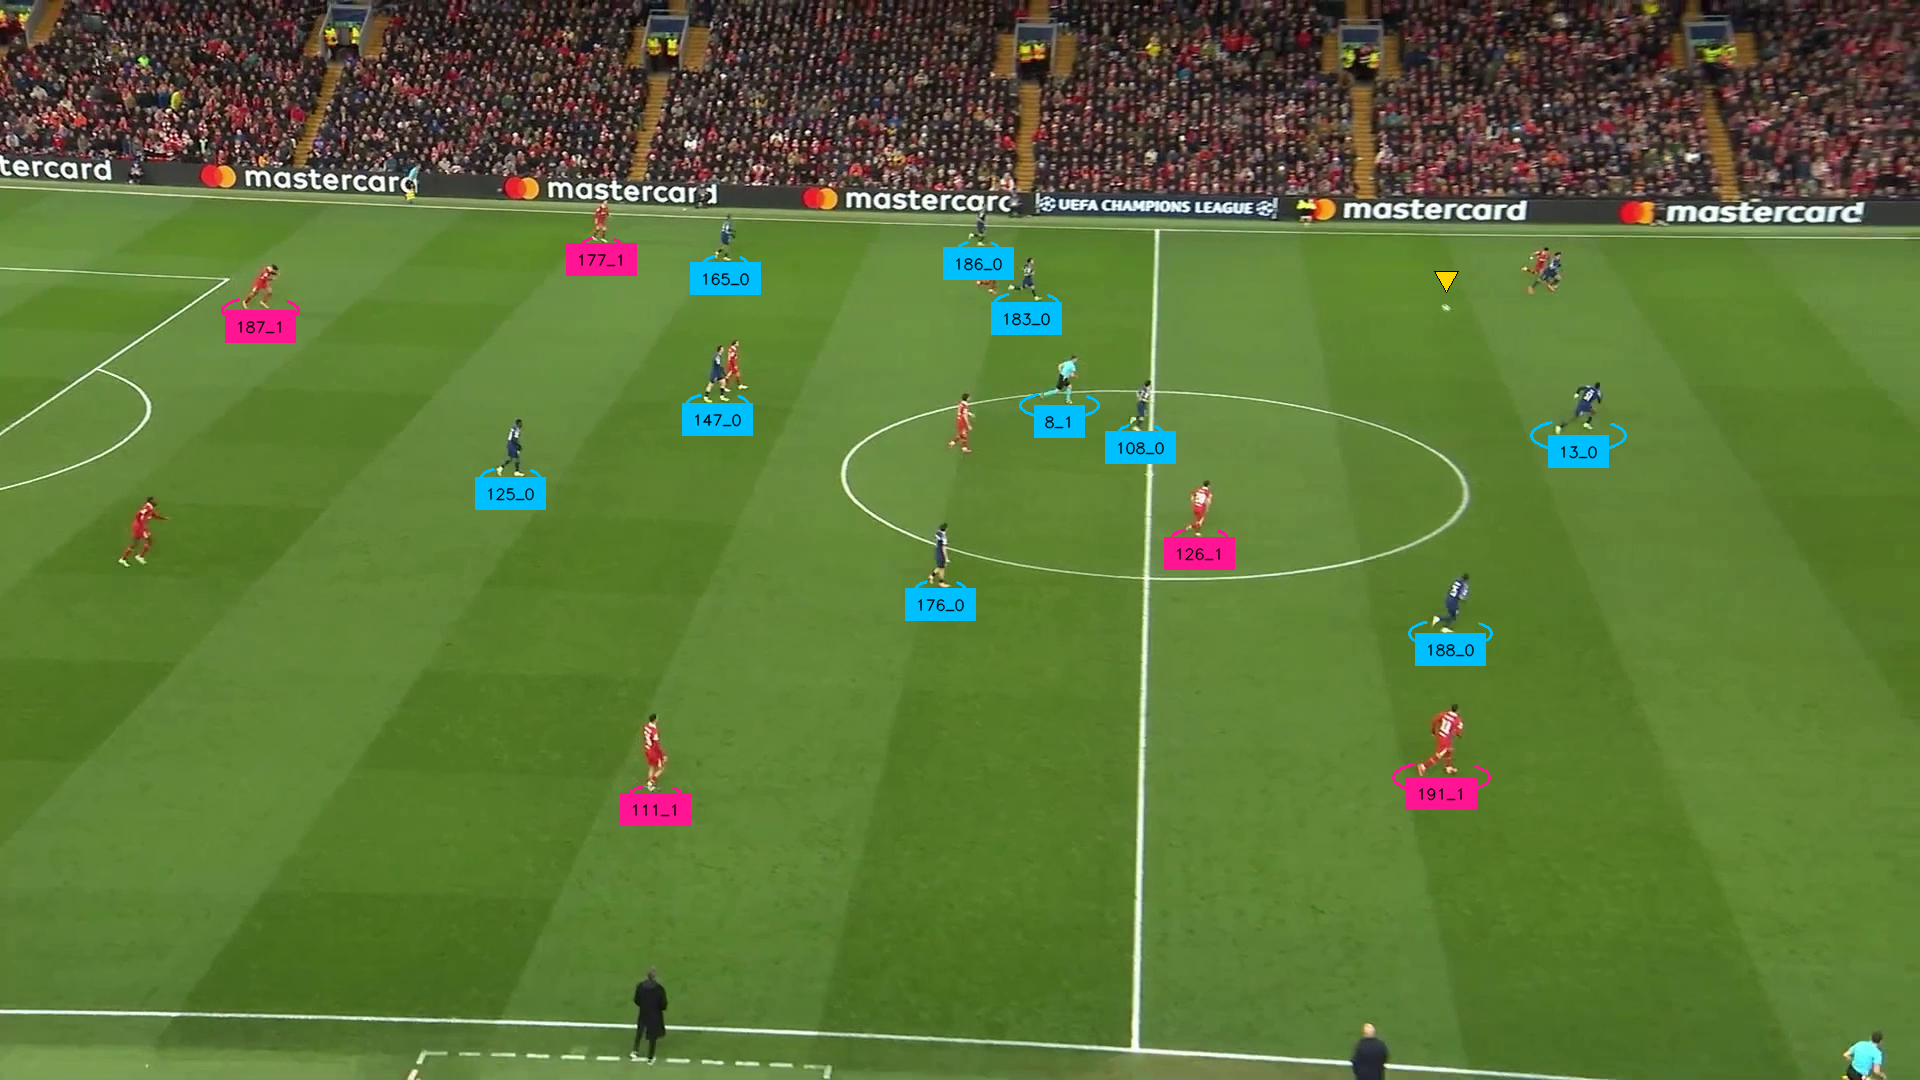 tercard
mastercard
mastercard
mastercard
UEFA CHAMPIONS LEAGUE
mastercard
mastercard
177_1
165_0
186_0
187_1
183_0
147_0
8_1
108_0
13_0
125_0
126_1
176_0
188_0
191_1
111_1